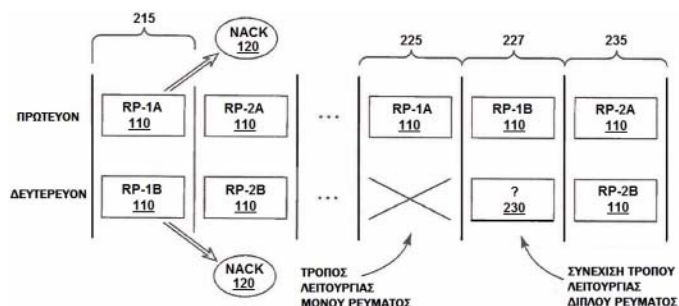 215
NACK
120
225
227
235
ΠΡΩΤΕΥΟΝ
RP-1A
110
RP-2A
110
...
RP-1A
110
RP-1B
110
RP-2A
110
ΔΕΥΤΕΡΕΥΟΝ
RP-1B
110
RP-2B
110
...
?
230
RP-2B
110
NACK
120
ΤΡΟΠΟΣ
ΛΕΙΤΟΥΡΓΙΑΣ
ΜΟΝΟΥ ΡΕΥΜΑΤΟΣ
ΣΥΝΕΧΙΣΗ ΤΡΟΠΟΥ
ΛΕΙΤΟΥΡΓΙΑΣ
ΔΙΠΛΟΥ ΡΕΥΜΑΤΟΣ